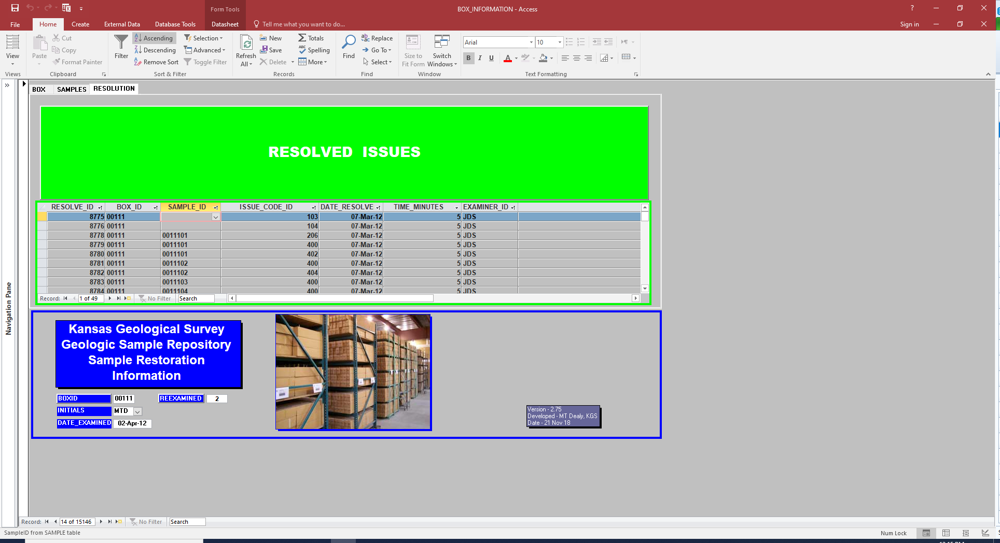 Form Tools
BOX_INFORMATION - Access
?
File Home Create External Data Database Tools Datasheet Tell me what you want to do... Sign in
View
Views
Paste
Cut
Copy
Format Painter
Clipboard
Filter
Ascending
Descending
Remove Sort
Selection
Advanced
Toggle Filter
Sort & Filter
Refresh
All
New
Save
Delete
Totals
Spelling
More
Records
Find
Replace
Go To
Select
Find
Size to
Fit Form
Switch
Windows
Window
Arial 10
B I U A
Text Formatting
Navigation Pane
BOX SAMPLES RESOLUTION
RESOLVED ISSUES
RESOLVE_ID BOX_ID SAMPLE_ID ISSUE_CODE_ID DATE_RESOLVE TIME_MINUTES EXAMINER_ID
8775 00111 103 07-Mar-12 5 JDS
8776 00111 104 07-Mar-12 5 JDS
8778 00111 0011101 206 07-Mar-12 5 JDS
8779 00111 0011101 400 07-Mar-12 5 JDS
8780 00111 0011101 402 07-Mar-12 5 JDS
8781 00111 0011102 400 07-Mar-12 5 JDS
8782 00111 0011102 404 07-Mar-12 5 JDS
8783 00111 0011103 400 07-Mar-12 5 JDS
8784 00111 0011104 400 07-Mar-12 5 JDS
Record: 1 of 49 No Filter Search
Kansas Geological Survey
Geologic Sample Repository
Sample Restoration
Information
BOXID 00111 REEXAMINED 2
INITIALS MTD
DATE_EXAMINED 02-Apr-12
Version - 2.75
Developed - MT Dealy, KGS
Date - 21 Nov 18
Record: 14 of 15146 No Filter Search
SampleID from SAMPLE table
Num Lock